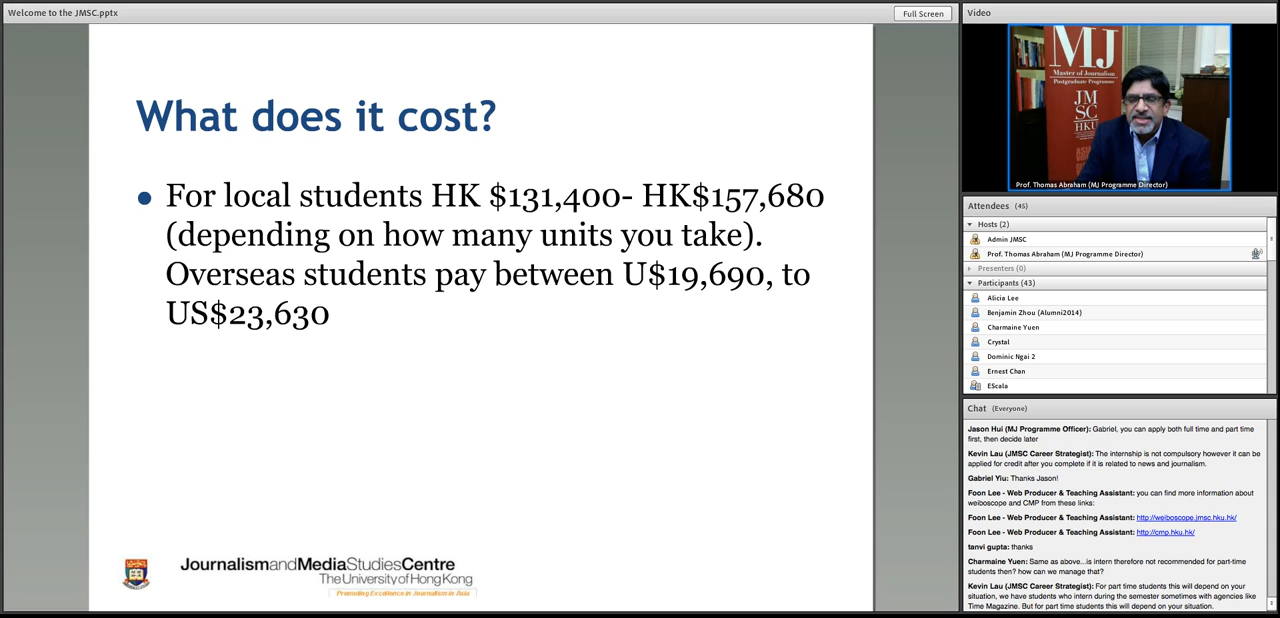 Welcome to the JMSC.pptx
Full Screen
What does it cost?
For local students HK $131,400- HK$157,680
(depending on how many units you take).
Overseas students pay between U$19,690, to
US$23,630
JournalismandMediaStudiesCentre
The University of Hong Kong
Promoting Excellence in Journalism in Asia
Video
MJ
Master of Journalism
Postgraduate Programme
JM
SC
HKU
Prof. Thomas Abraham (MJ Programme Director)
Attendees (45)
Hosts (2)
Admin JMSC
Prof. Thomas Abraham (MJ Programme Director)
Presenters (0)
Participants (43)
Alicia Lee
Benjamin Zhou (Alumni2014)
Charmaine Yuen
Crystal
Dominic Ngai 2
Ernest Chan
EScala
Chat (Everyone)
Jason Hui (MJ Programme Officer): Gabriel, you can apply both full time and part time
first, then decide later
Kevin Lau (JMSC Career Strategist): The internship is not compulsory however it can be
applied for credit after you complete if it is related to news and journalism.
Gabriel Yiu: Thanks Jason!
Foon Lee - Web Producer & Teaching Assistant: you can find more information about
weiboscope and CMP from these links:
Foon Lee - Web Producer & Teaching Assistant: http://weiboscope.jmsc.hku.hk/
Foon Lee - Web Producer & Teaching Assistant: http://cmp.hku.hk/
tanvi gupta: thanks
Charmaine Yuen: Same as above...is intern therefore not recommended for part-time
students then? how can we manage that?
Kevin Lau (JMSC Career Strategist): For part time students this will depend on your
situation, we have students who intern during the semester sometimes with agencies like
Time Magazine. But for part time students this will depend on your situation.